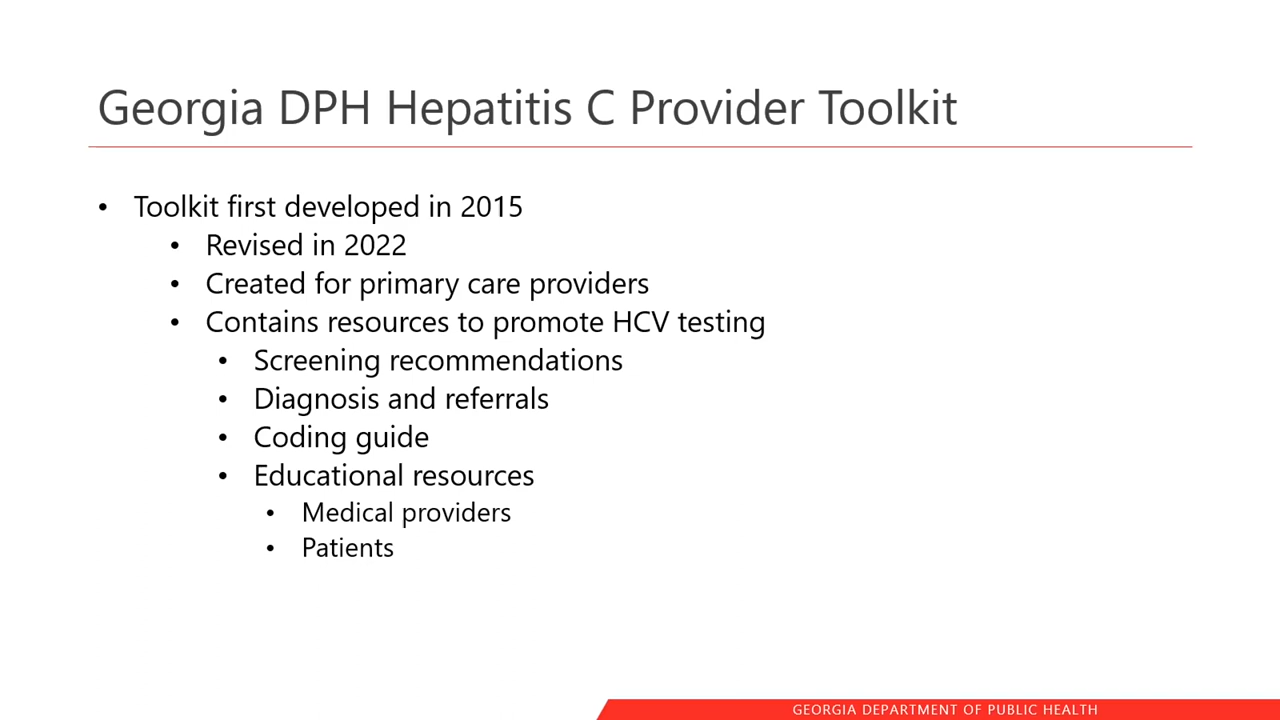 Georgia DPH Hepatitis C Provider Toolkit
• Toolkit first developed in 2015
• Revised in 2022
• Created for primary care providers
• Contains resources to promote HCV testing
• Screening recommendations
• Diagnosis and referrals
• Coding guide
• Educational resources
• Medical providers
• Patients
GEORGIA DEPARTMENT OF PUBLIC HEALTH